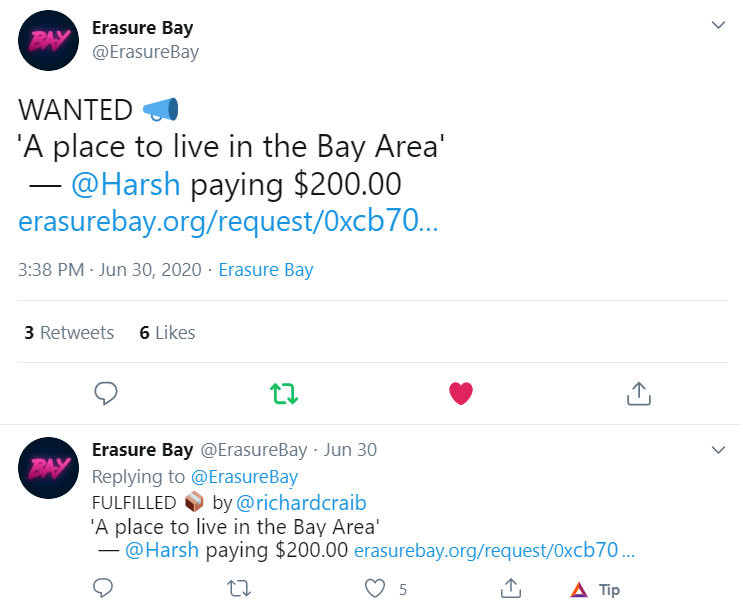 BAY
Erasure Bay
@ErasureBay
WANTED
'A place to live in the Bay Area'
— @Harsh paying $200.00
erasurebay.org/request/0xcb70...
3:38 PM · Jun 30, 2020 · Erasure Bay
3 Retweets 6 Likes
BAY
Erasure Bay @ErasureBay · Jun 30
Replying to @ErasureBay
FULFILLED by @richardcraib
'A place to live in the Bay Area'
— @Harsh paying $200.00 erasurebay.org/request/0xcb70 ...
5 Tip